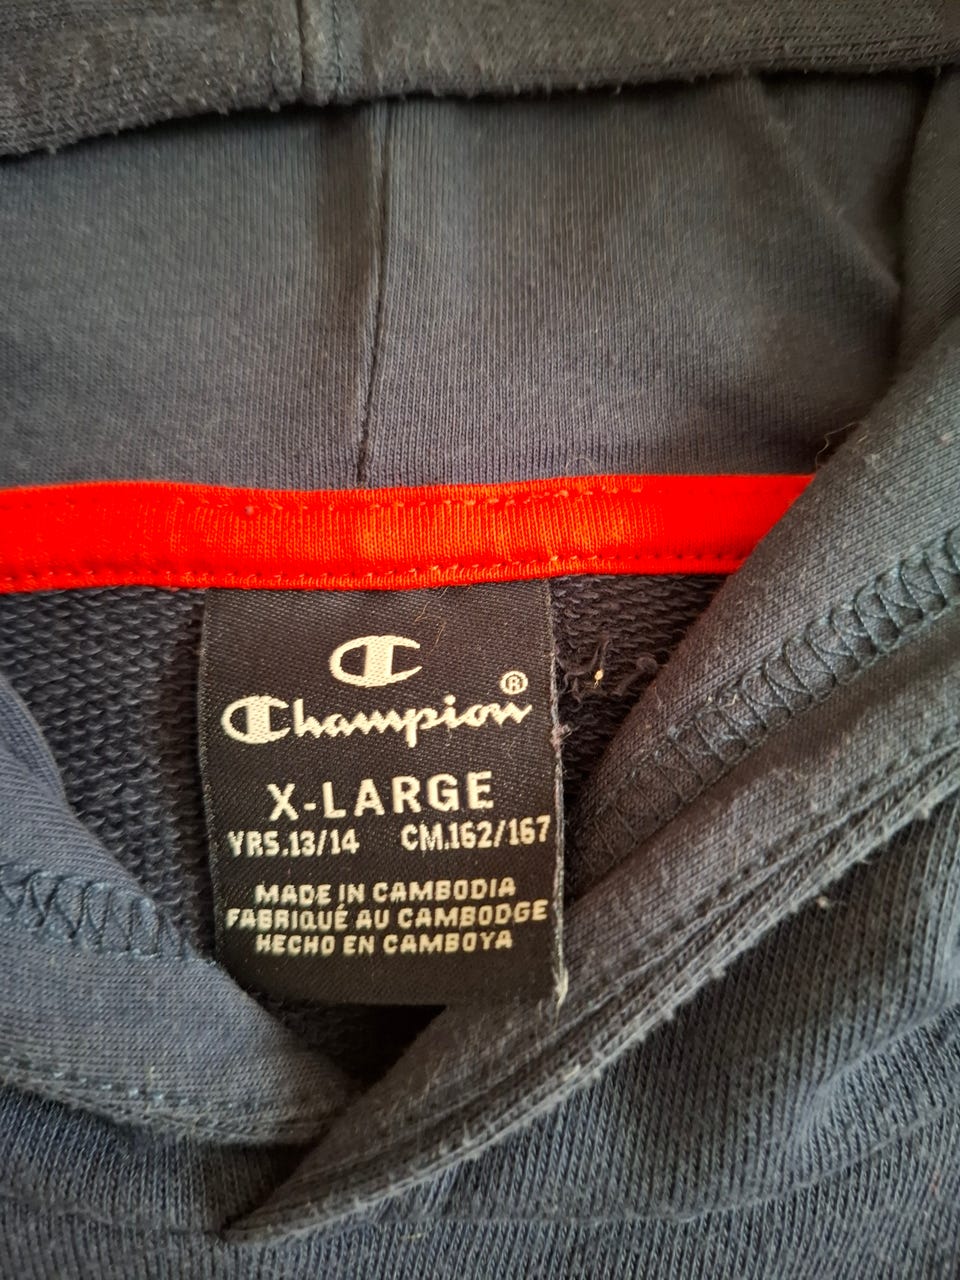 Champion®
X-LARGE
YRS.13/14 CM.162/167
MADE IN CAMBODIA
FABRIQUÉ AU CAMBODGE
HECHO EN CAMBOYA